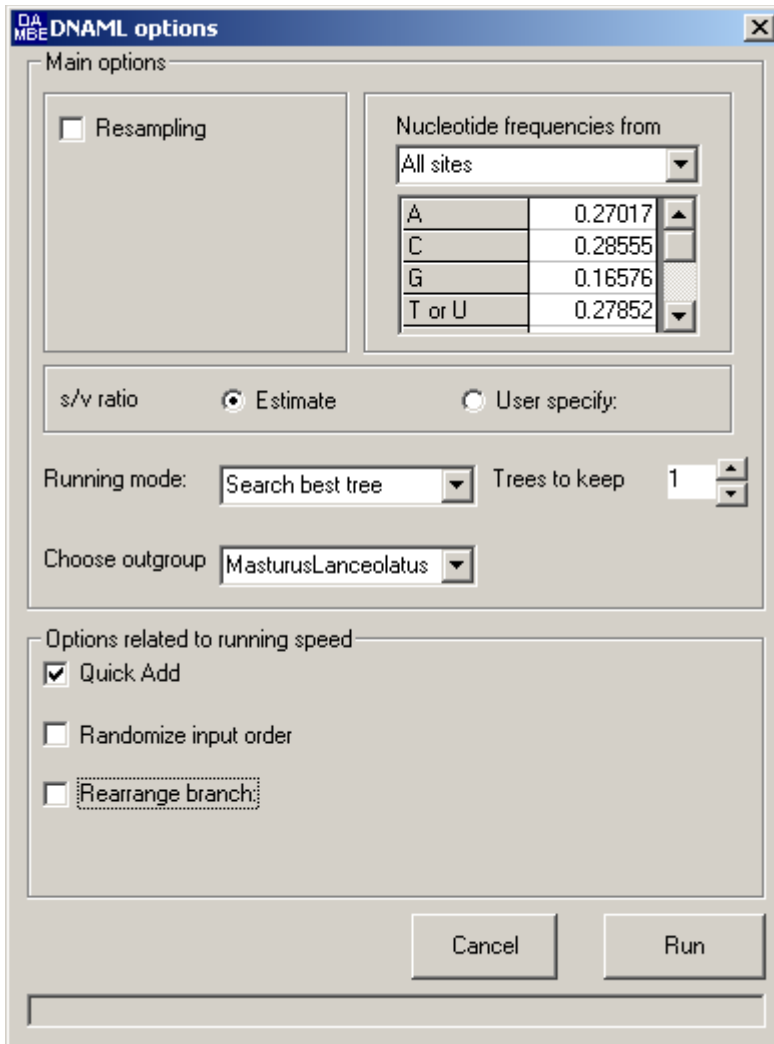 DA
MBE DNAML options
Main options
Resampling
Nucleotide frequencies from
All sites
A 0.27017
C 0.28555
G 0.16576
T or U 0.27852
s/v ratio Estimate User specify:
Running mode: Search best tree Trees to keep 1
Choose outgroup MasturusLanceolatus
Options related to running speed
Quick Add
Randomize input order
Rearrange branch:
Cancel Run